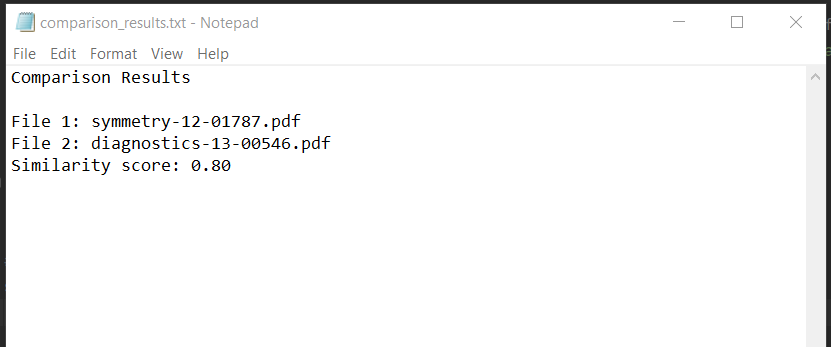 comparison_results.txt - Notepad
File Edit Format View Help
Comparison Results
File 1: symmetry-12-01787.pdf
File 2: diagnostics-13-00546.pdf
Similarity score: 0.80